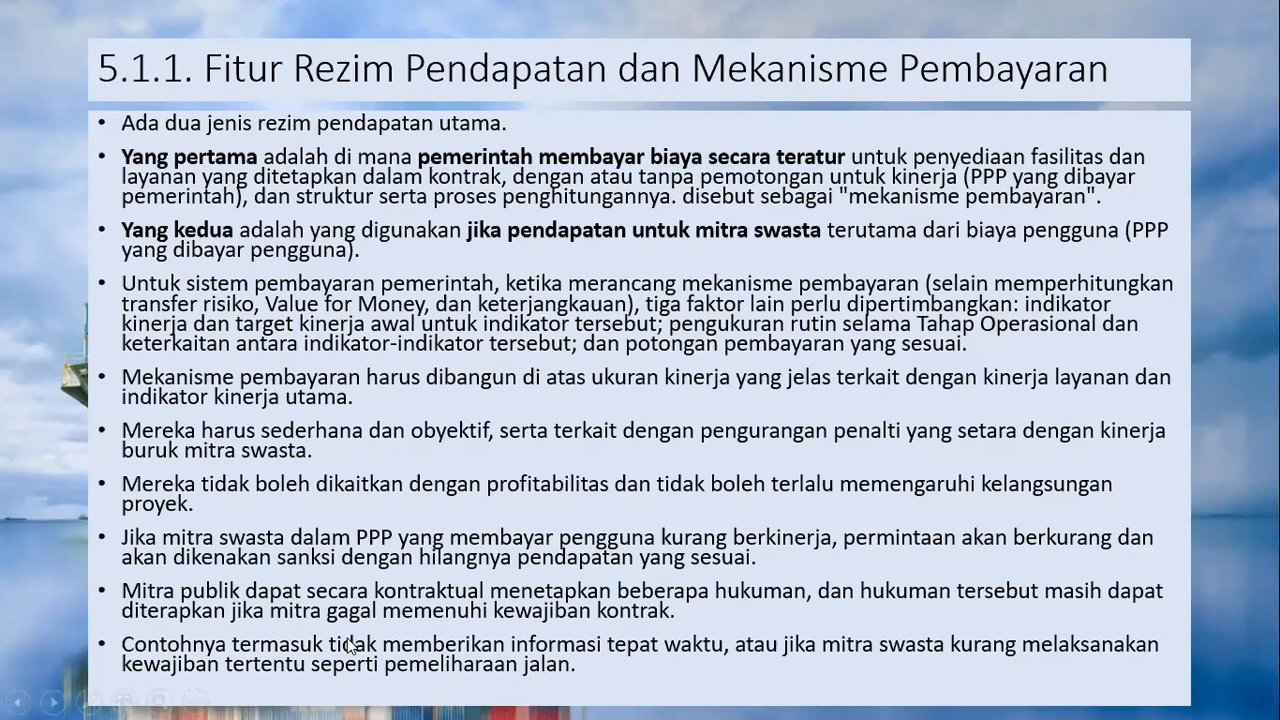 5.1.1. Fitur Rezim Pendapatan dan Mekanisme Pembayaran
• Ada dua jenis rezim pendapatan utama.
• Yang pertama adalah di mana pemerintah membayar biaya secara teratur untuk penyediaan fasilitas dan
layanan yang ditetapkan dalam kontrak, dengan atau tanpa pemotongan untuk kinerja (PPP yang dibayar
pemerintah), dan struktur serta proses penghitungannya. disebut sebagai "mekanisme pembayaran".
• Yang kedua adalah yang digunakan jika pendapatan untuk mitra swasta terutama dari biaya pengguna (PPP
yang dibayar pengguna).
• Untuk sistem pembayaran pemerintah, ketika merancang mekanisme pembayaran (selain memperhitungkan
transfer risiko, Value for Money, dan keterjangkauan), tiga faktor lain perlu dipertimbangkan: indikator
kinerja dan target kinerja awal untuk indikator tersebut; pengukuran rutin selama Tahap Operasional dan
keterkaitan antara indikator-indikator tersebut; dan potongan pembayaran yang sesuai.
• Mekanisme pembayaran harus dibangun di atas ukuran kinerja yang jelas terkait dengan kinerja layanan dan
indikator kinerja utama.
• Mereka harus sederhana dan obyektif, serta terkait dengan pengurangan penalti yang setara dengan kinerja
buruk mitra swasta.
• Mereka tidak boleh dikaitkan dengan profitabilitas dan tidak boleh terlalu memengaruhi kelangsungan
proyek.
• Jika mitra swasta dalam PPP yang membayar pengguna kurang berkinerja, permintaan akan berkurang dan
akan dikenakan sanksi dengan hilangnya pendapatan yang sesuai.
• Mitra publik dapat secara kontraktual menetapkan beberapa hukuman, dan hukuman tersebut masih dapat
diterapkan jika mitra gagal memenuhi kewajiban kontrak.
• Contohnya termasuk tidak memberikan informasi tepat waktu, atau jika mitra swasta kurang melaksanakan
kewajiban tertentu seperti pemeliharaan jalan.